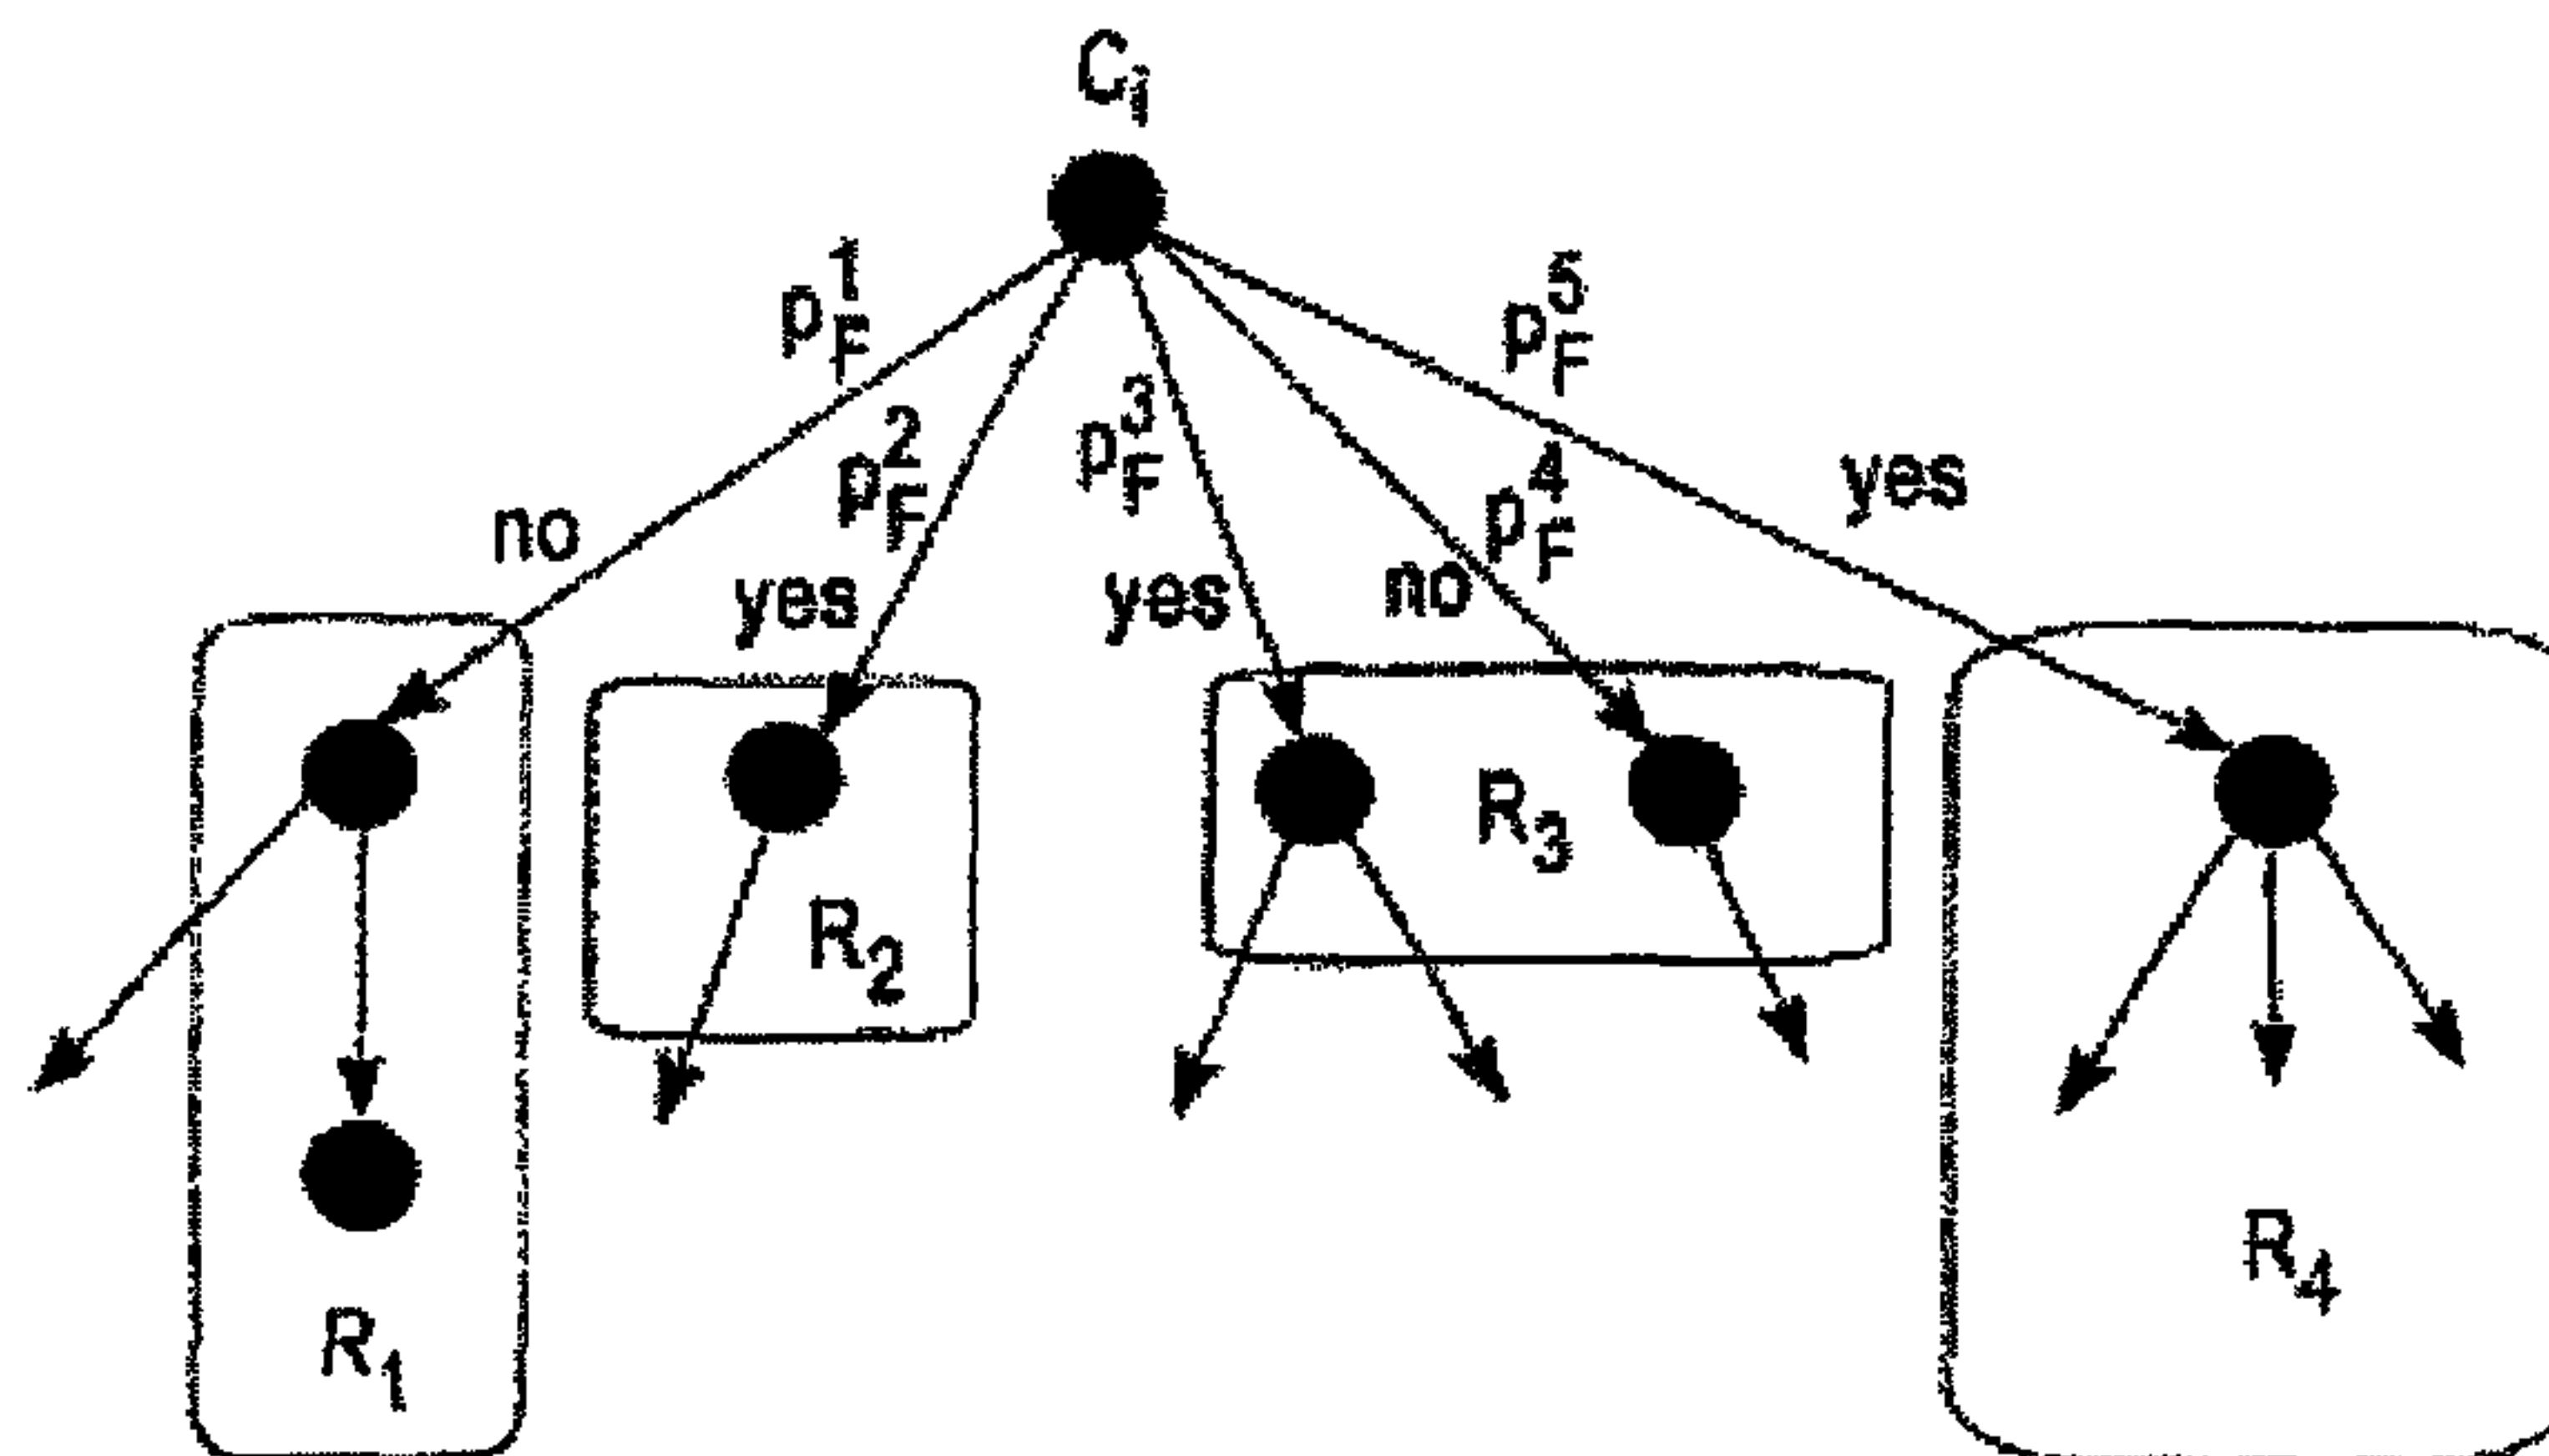 C_i
p_F^1
p_F^5
p_F^2
p_F^3
p_F^4
no
yes
yes
no
yes
R_3
R_2
R_4
R_1